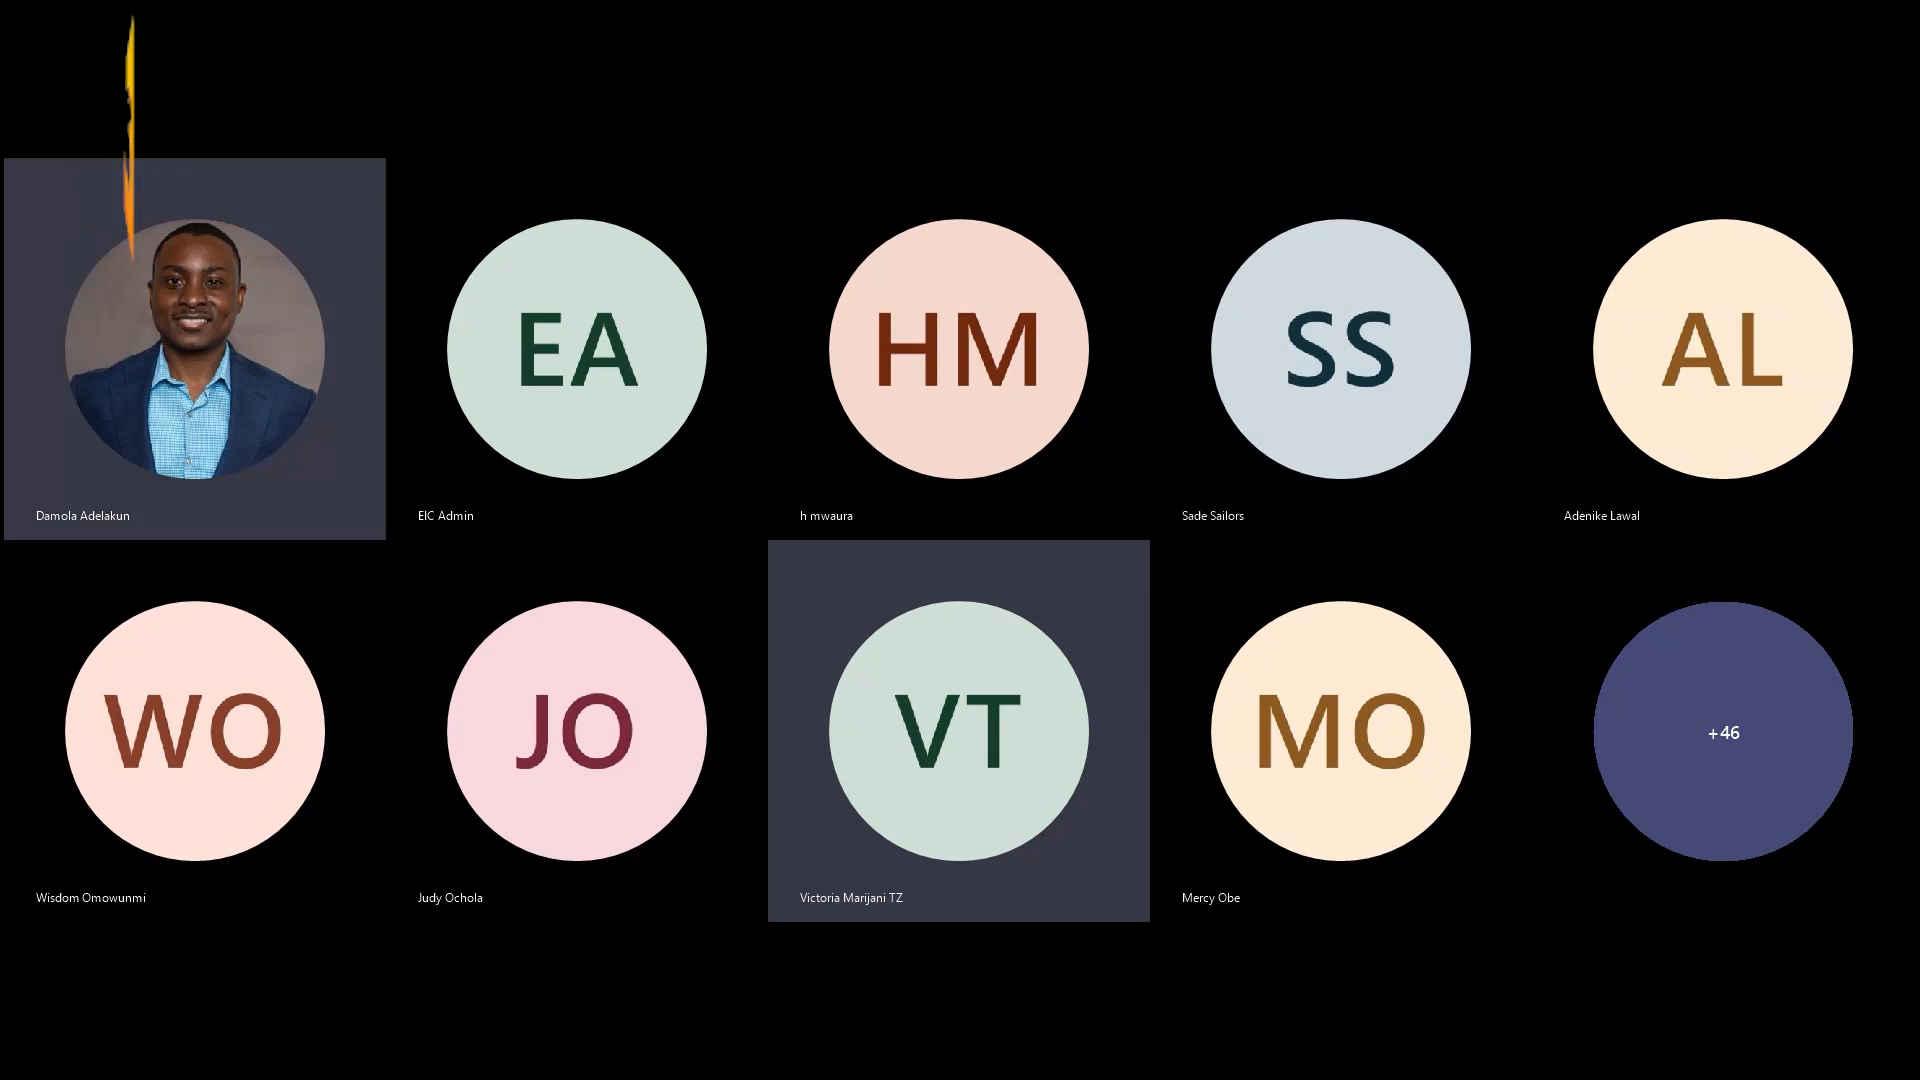 EA
HM
SS
AL
Damola Adelakun
EIC Admin
h mwaura
Sade Sailors
Adenike Lawal
WO
JO
VT
MO
+46
Wisdom Omowunmi
Judy Ochola
Victoria Marijani TZ
Mercy Obe